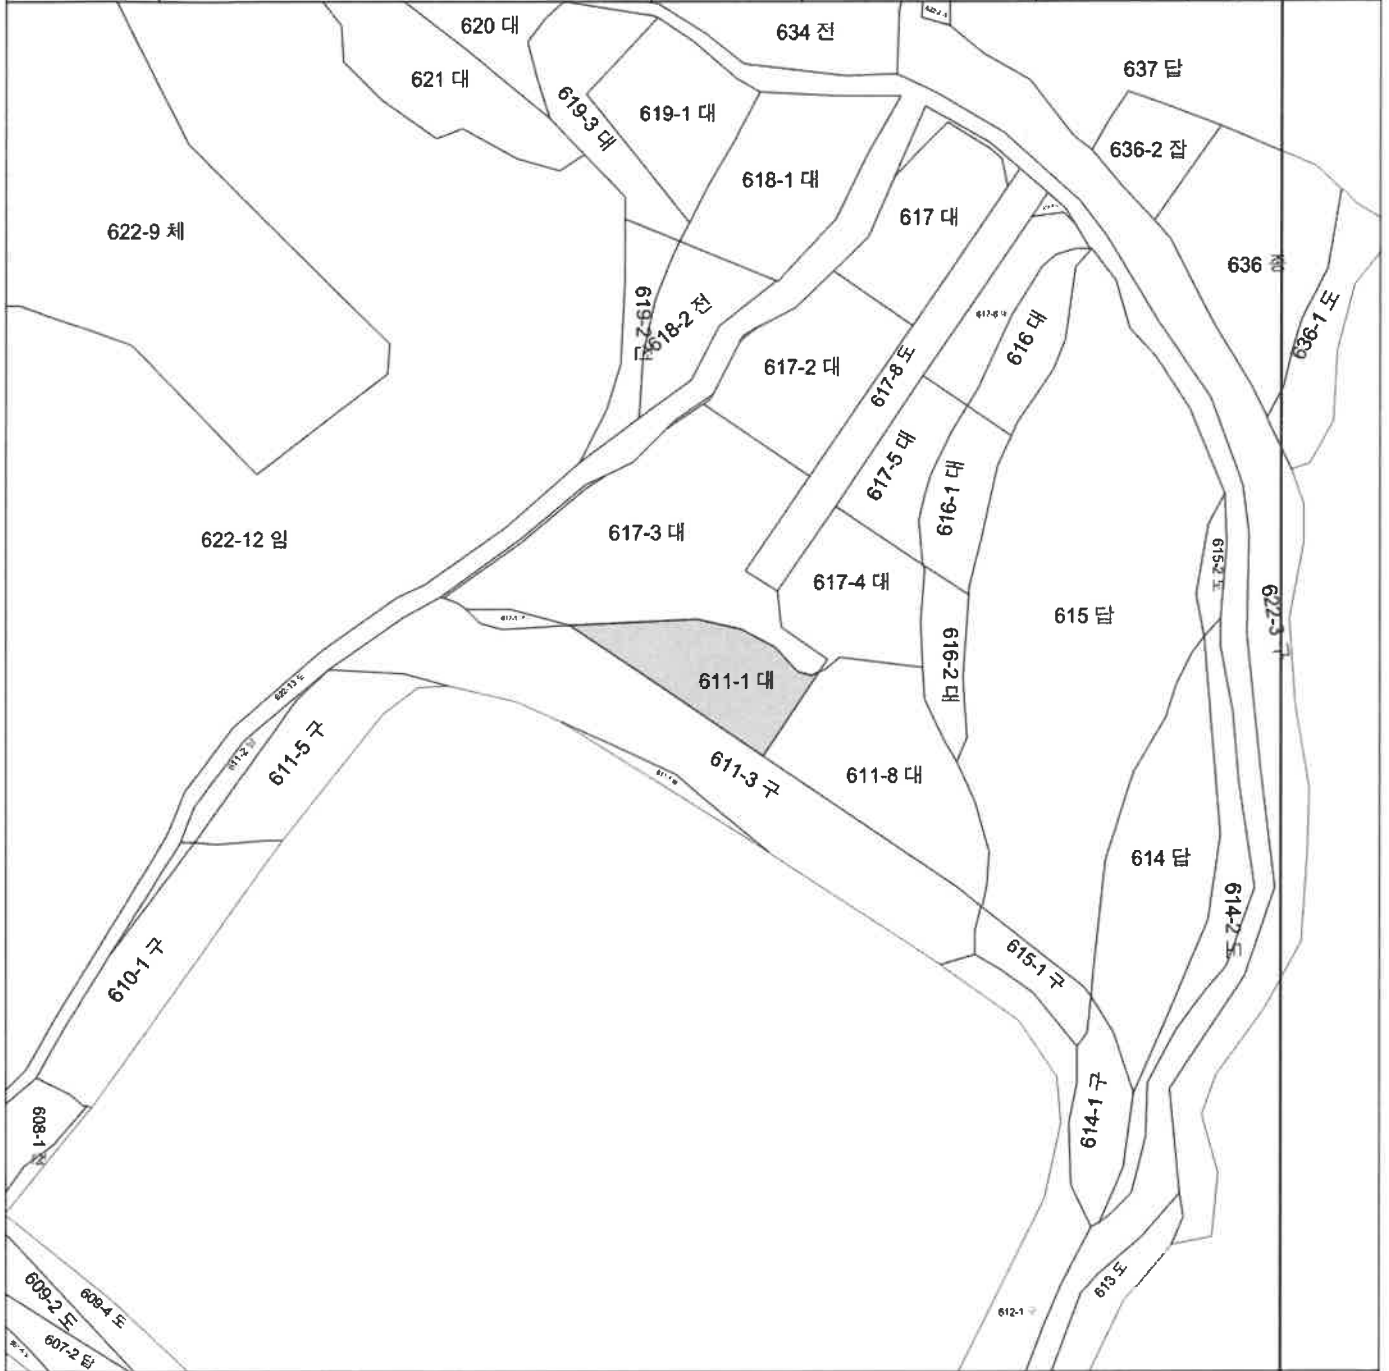 620 대
634 전
621 대
637 답
619-3 대
619-1 대
636-2 잡
618-1 대
617 대
622-9 체
636
636-1 도
619-2
618-2 전
616 대
617-2 대
617-8 도
617-5 대
616-1 대
622-12 임
617-3 대
615-2 도
617-4 대
622-3 구
615 답
616-2 대
611-1 대
622-13 도
611-5 구
611-3 구
611-8 대
614 답
614-2 도
615-1 구
610-1 구
614-1 구
608-1
609-2 도
609-4 도
613 도
612-1
607-2 답